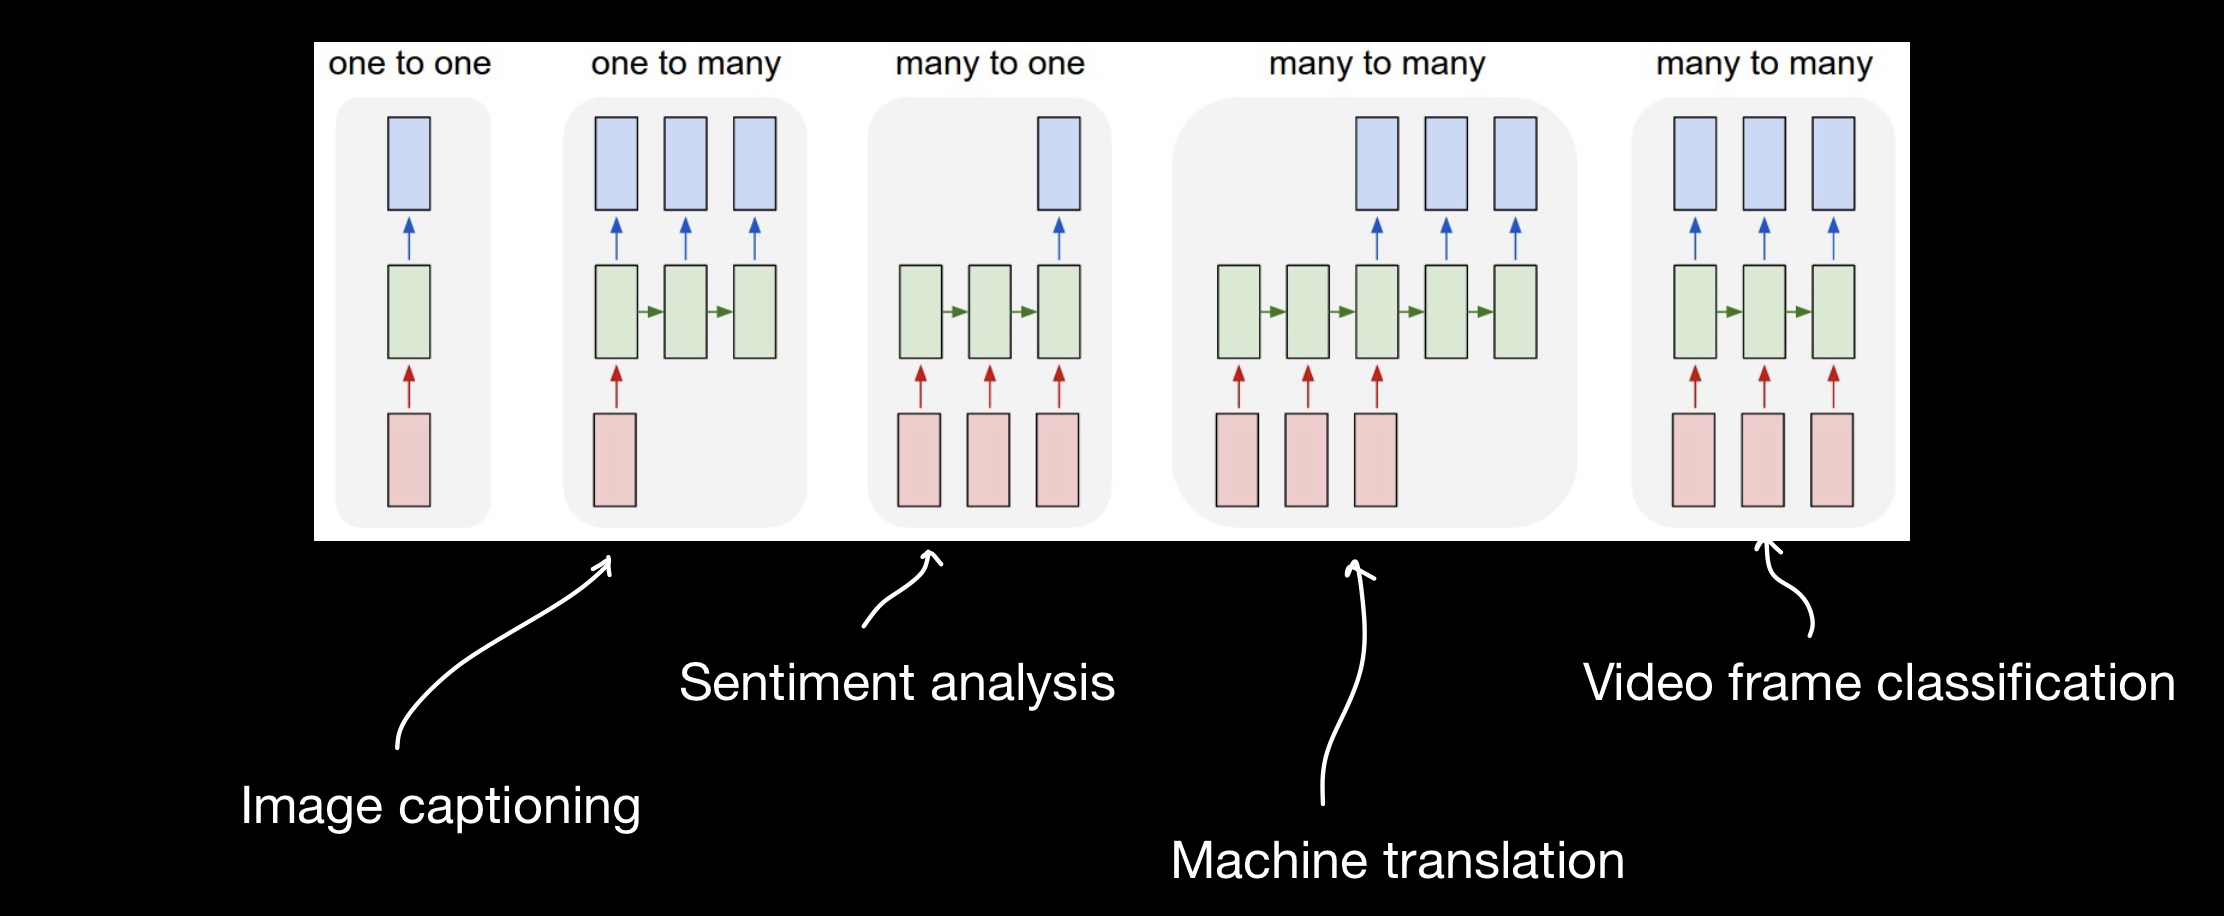 one to one
one to many
many to one
many to many
many to many
Image captioning
Sentiment analysis
Machine translation
Video frame classification